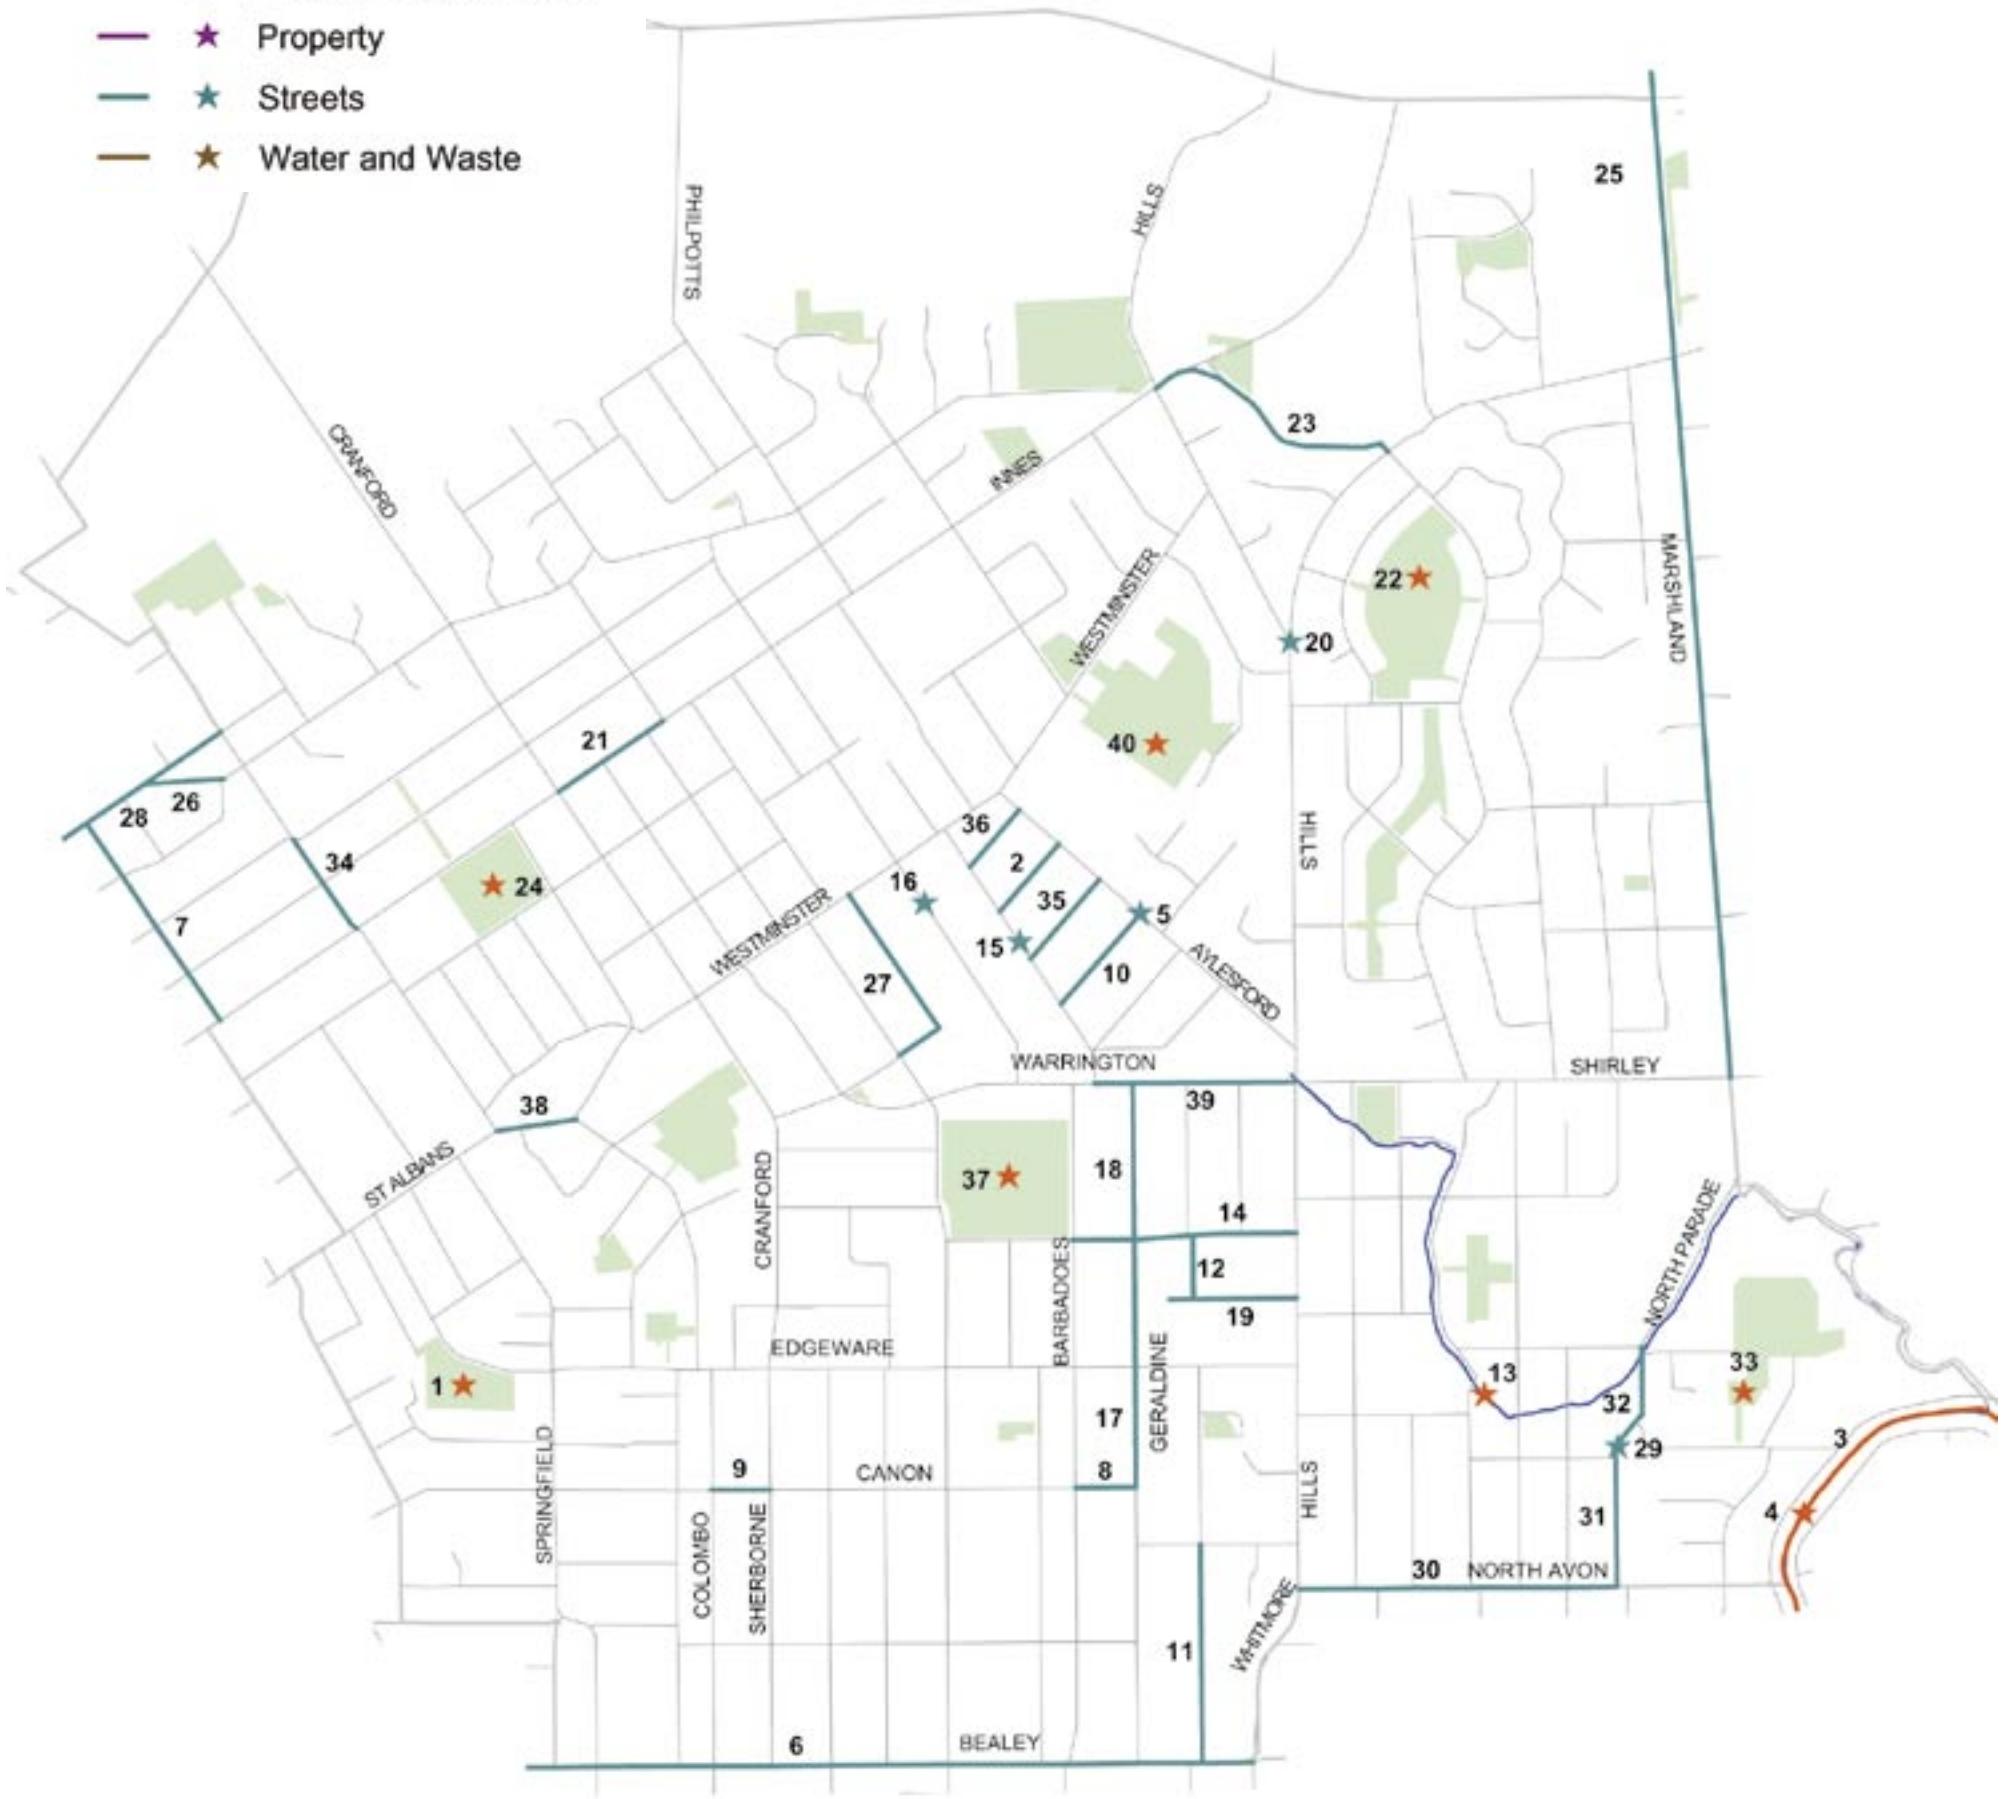 Property
Streets
Water and Waste
25
PHILPOTTS
HILLS
23
CRANFORD
INNES
MARSHLAND
22
WESTMINSTER
20
21
40
28
26
36
HILLS
34
2
24
16
35
7
5
WESTMINSTER
15
27
10
AYLESFORD
WARRINGTON
SHIRLEY
38
39
ST ALBANS
37
18
CRANFORD
14
NORTH PARADE
12
BARBADOES
19
EDGEWARE
33
13
1
GERALDINE
32
17
3
29
SPRINGFIELD
9
CANON
8
HILLS
4
31
COLOMBO
SHERBORNE
30
NORTH AVON
WHITMORE
11
6
BEALEY